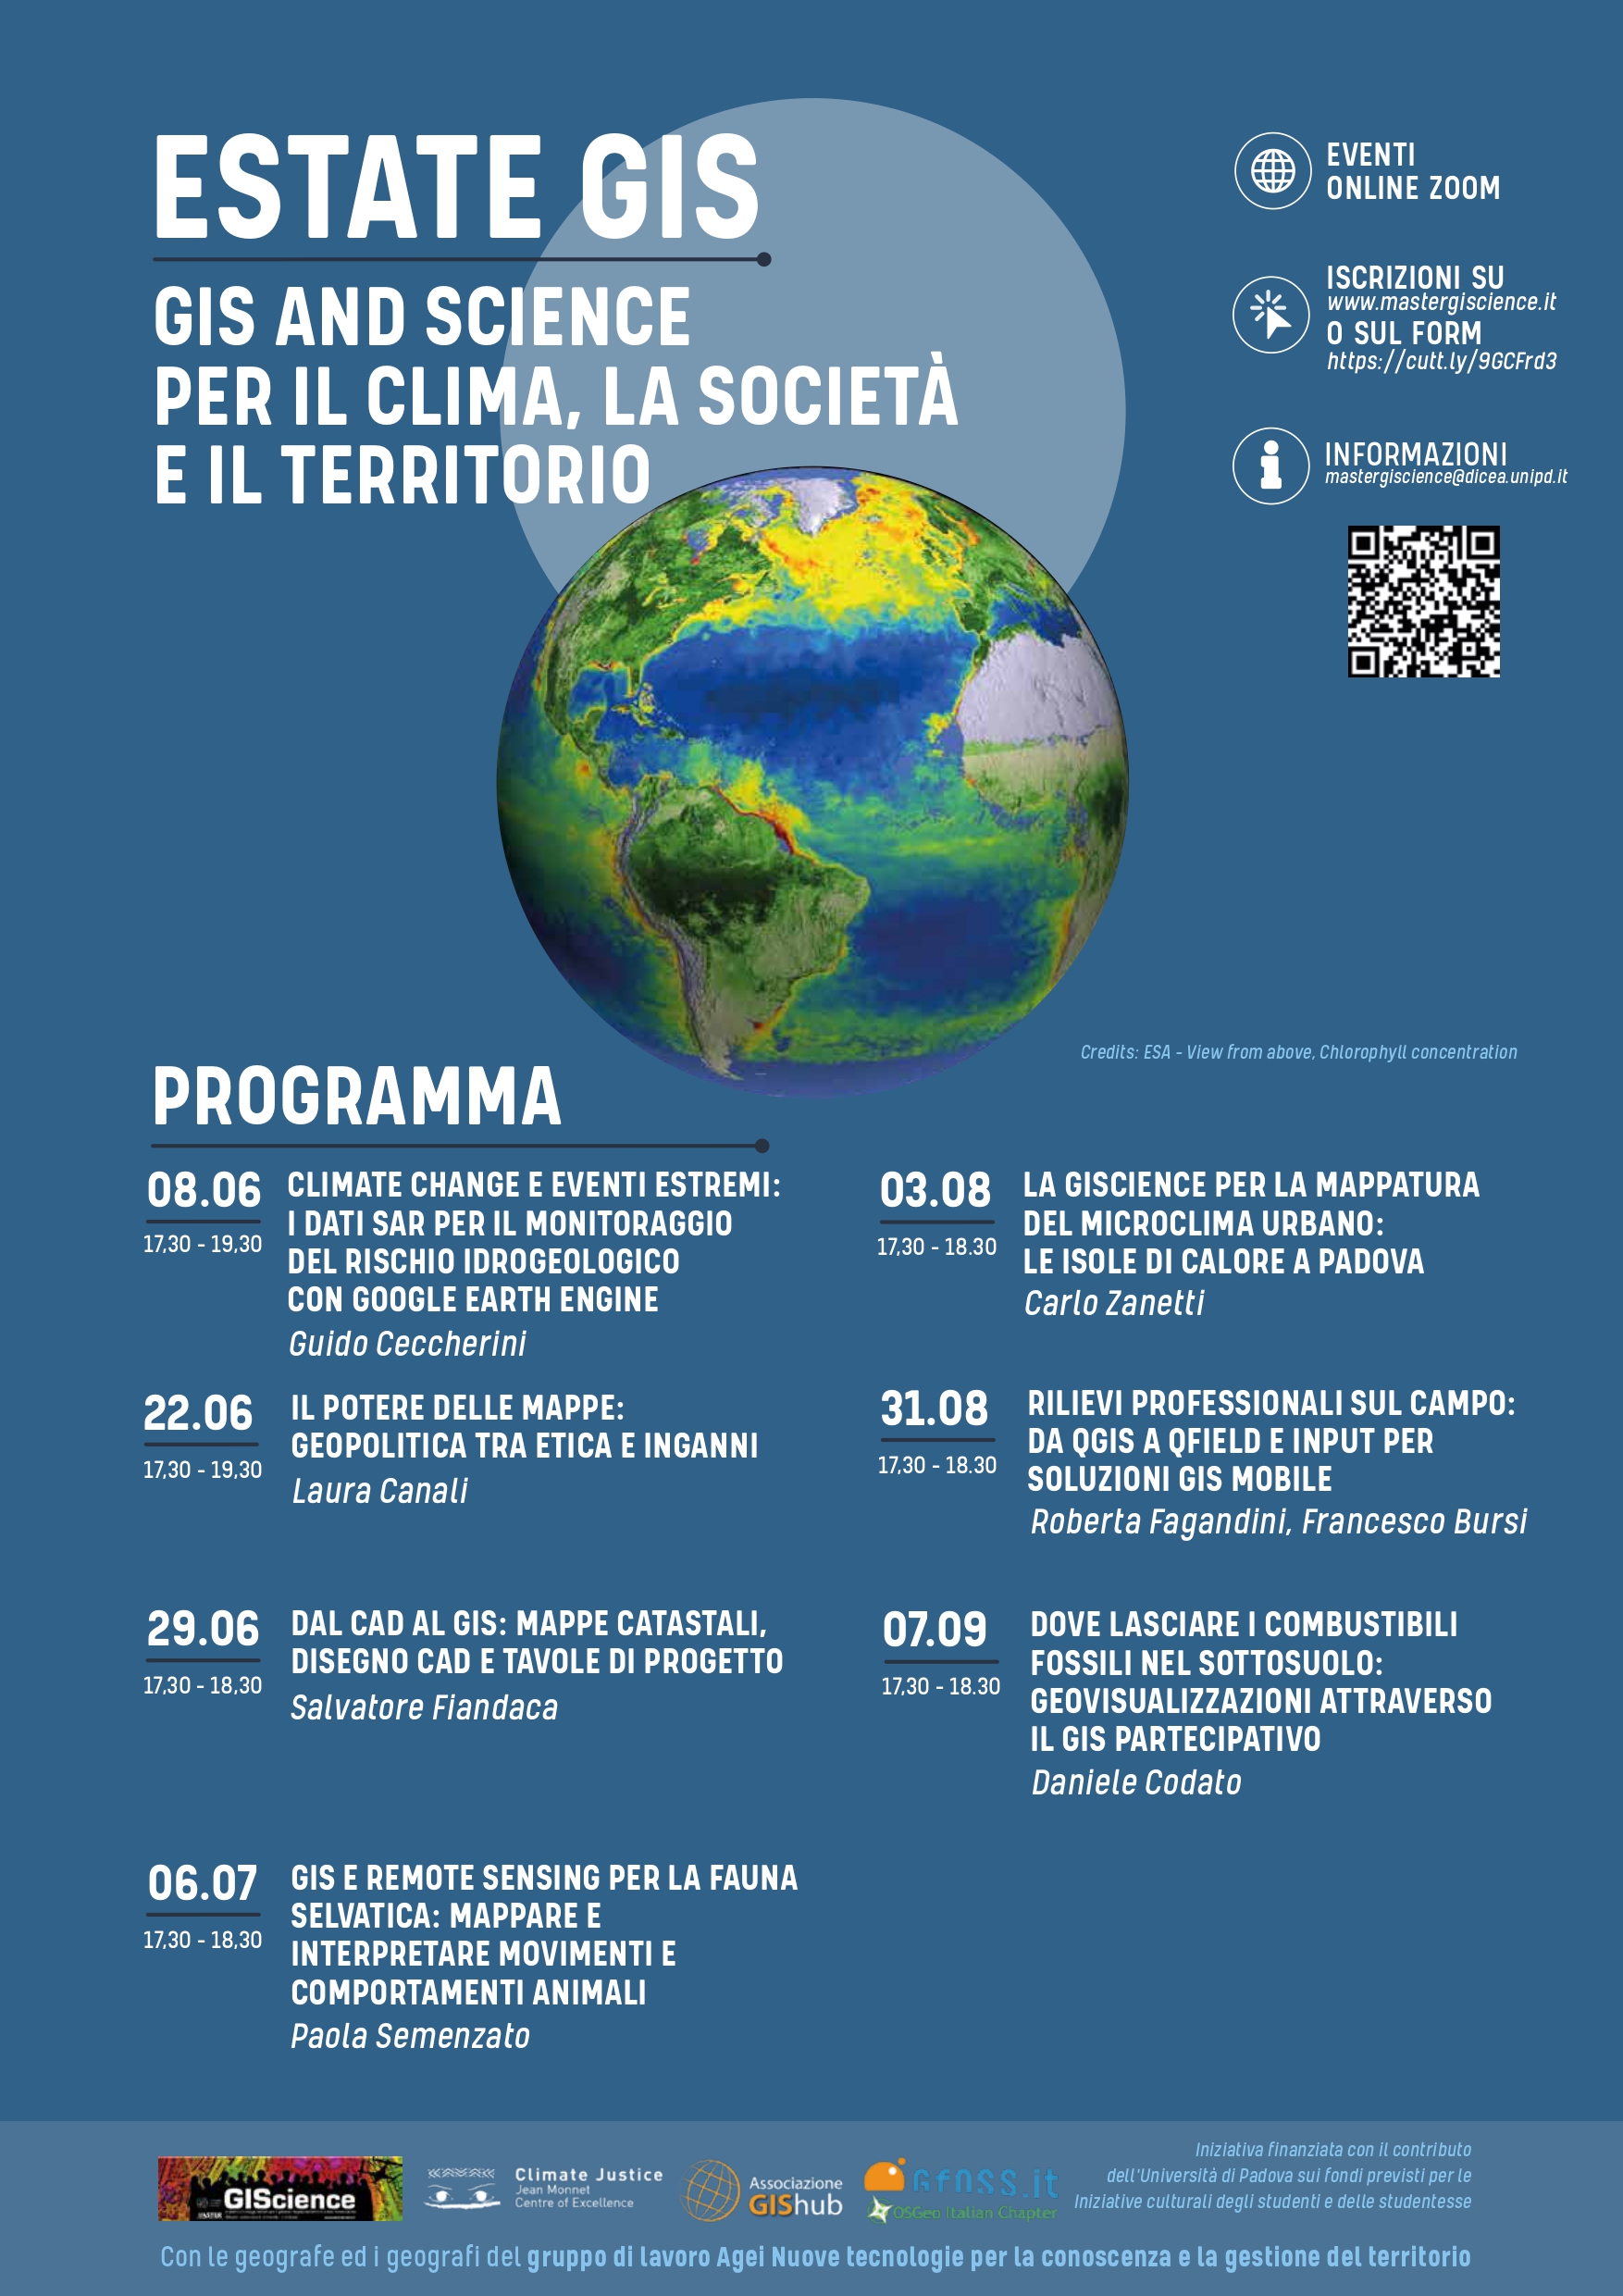 ESTATE GIS
GIS AND SCIENCE
PER IL CLIMA, LA SOCIETÀ
E IL TERRITORIO
EVENTI
ONLINE ZOOM
ISCRIZIONI SU
www.mastergiscience.it
O SUL FORM
https://cutt.ly/9GCFrd3
INFORMAZIONI
mastergiscience@dicea.unipd.it
Credits: ESA - View from above, Chlorophyll concentration
PROGRAMMA
08.06
17,30 - 19,30
CLIMATE CHANGE E EVENTI ESTREMI:
I DATI SAR PER IL MONITORAGGIO
DEL RISCHIO IDROGEOLOGICO
CON GOOGLE EARTH ENGINE
Guido Ceccherini
22.06
17,30 - 19,30
IL POTERE DELLE MAPPE:
GEOPOLITICA TRA ETICA E INGANNI
Laura Canali
29.06
17,30 - 18,30
DAL CAD AL GIS: MAPPE CATASTALI,
DISEGNO CAD E TAVOLE DI PROGETTO
Salvatore Fiandaca
06.07
17,30 - 18,30
GIS E REMOTE SENSING PER LA FAUNA
SELVATICA: MAPPARE E
INTERPRETARE MOVIMENTI E
COMPORTAMENTI ANIMALI
Paola Semenzato
03.08
17,30 - 18.30
LA GISCIENCE PER LA MAPPATURA
DEL MICROCLIMA URBANO:
LE ISOLE DI CALORE A PADOVA
Carlo Zanetti
31.08
17,30 - 18.30
RILIEVI PROFESSIONALI SUL CAMPO:
DA QGIS A QFIELD E INPUT PER
SOLUZIONI GIS MOBILE
Roberta Fagandini, Francesco Bursi
07.09
17,30 - 18.30
DOVE LASCIARE I COMBUSTIBILI
FOSSILI NEL SOTTOSUOLO:
GEOVISUALIZZAZIONI ATTRAVERSO
IL GIS PARTECIPATIVO
Daniele Codato
GIScience
Climate Justice
Jean Monnet
Centre of Excellence
Associazione
GIShub
GFOSS.it
OSGeo Italian Chapter
Iniziativa finanziata con il contributo
dell'Università di Padova sui fondi previsti per le
Iniziative culturali degli studenti e delle studentesse
Con le geografe ed i geografi del gruppo di lavoro Agei Nuove tecnologie per la conoscenza e la gestione del territorio